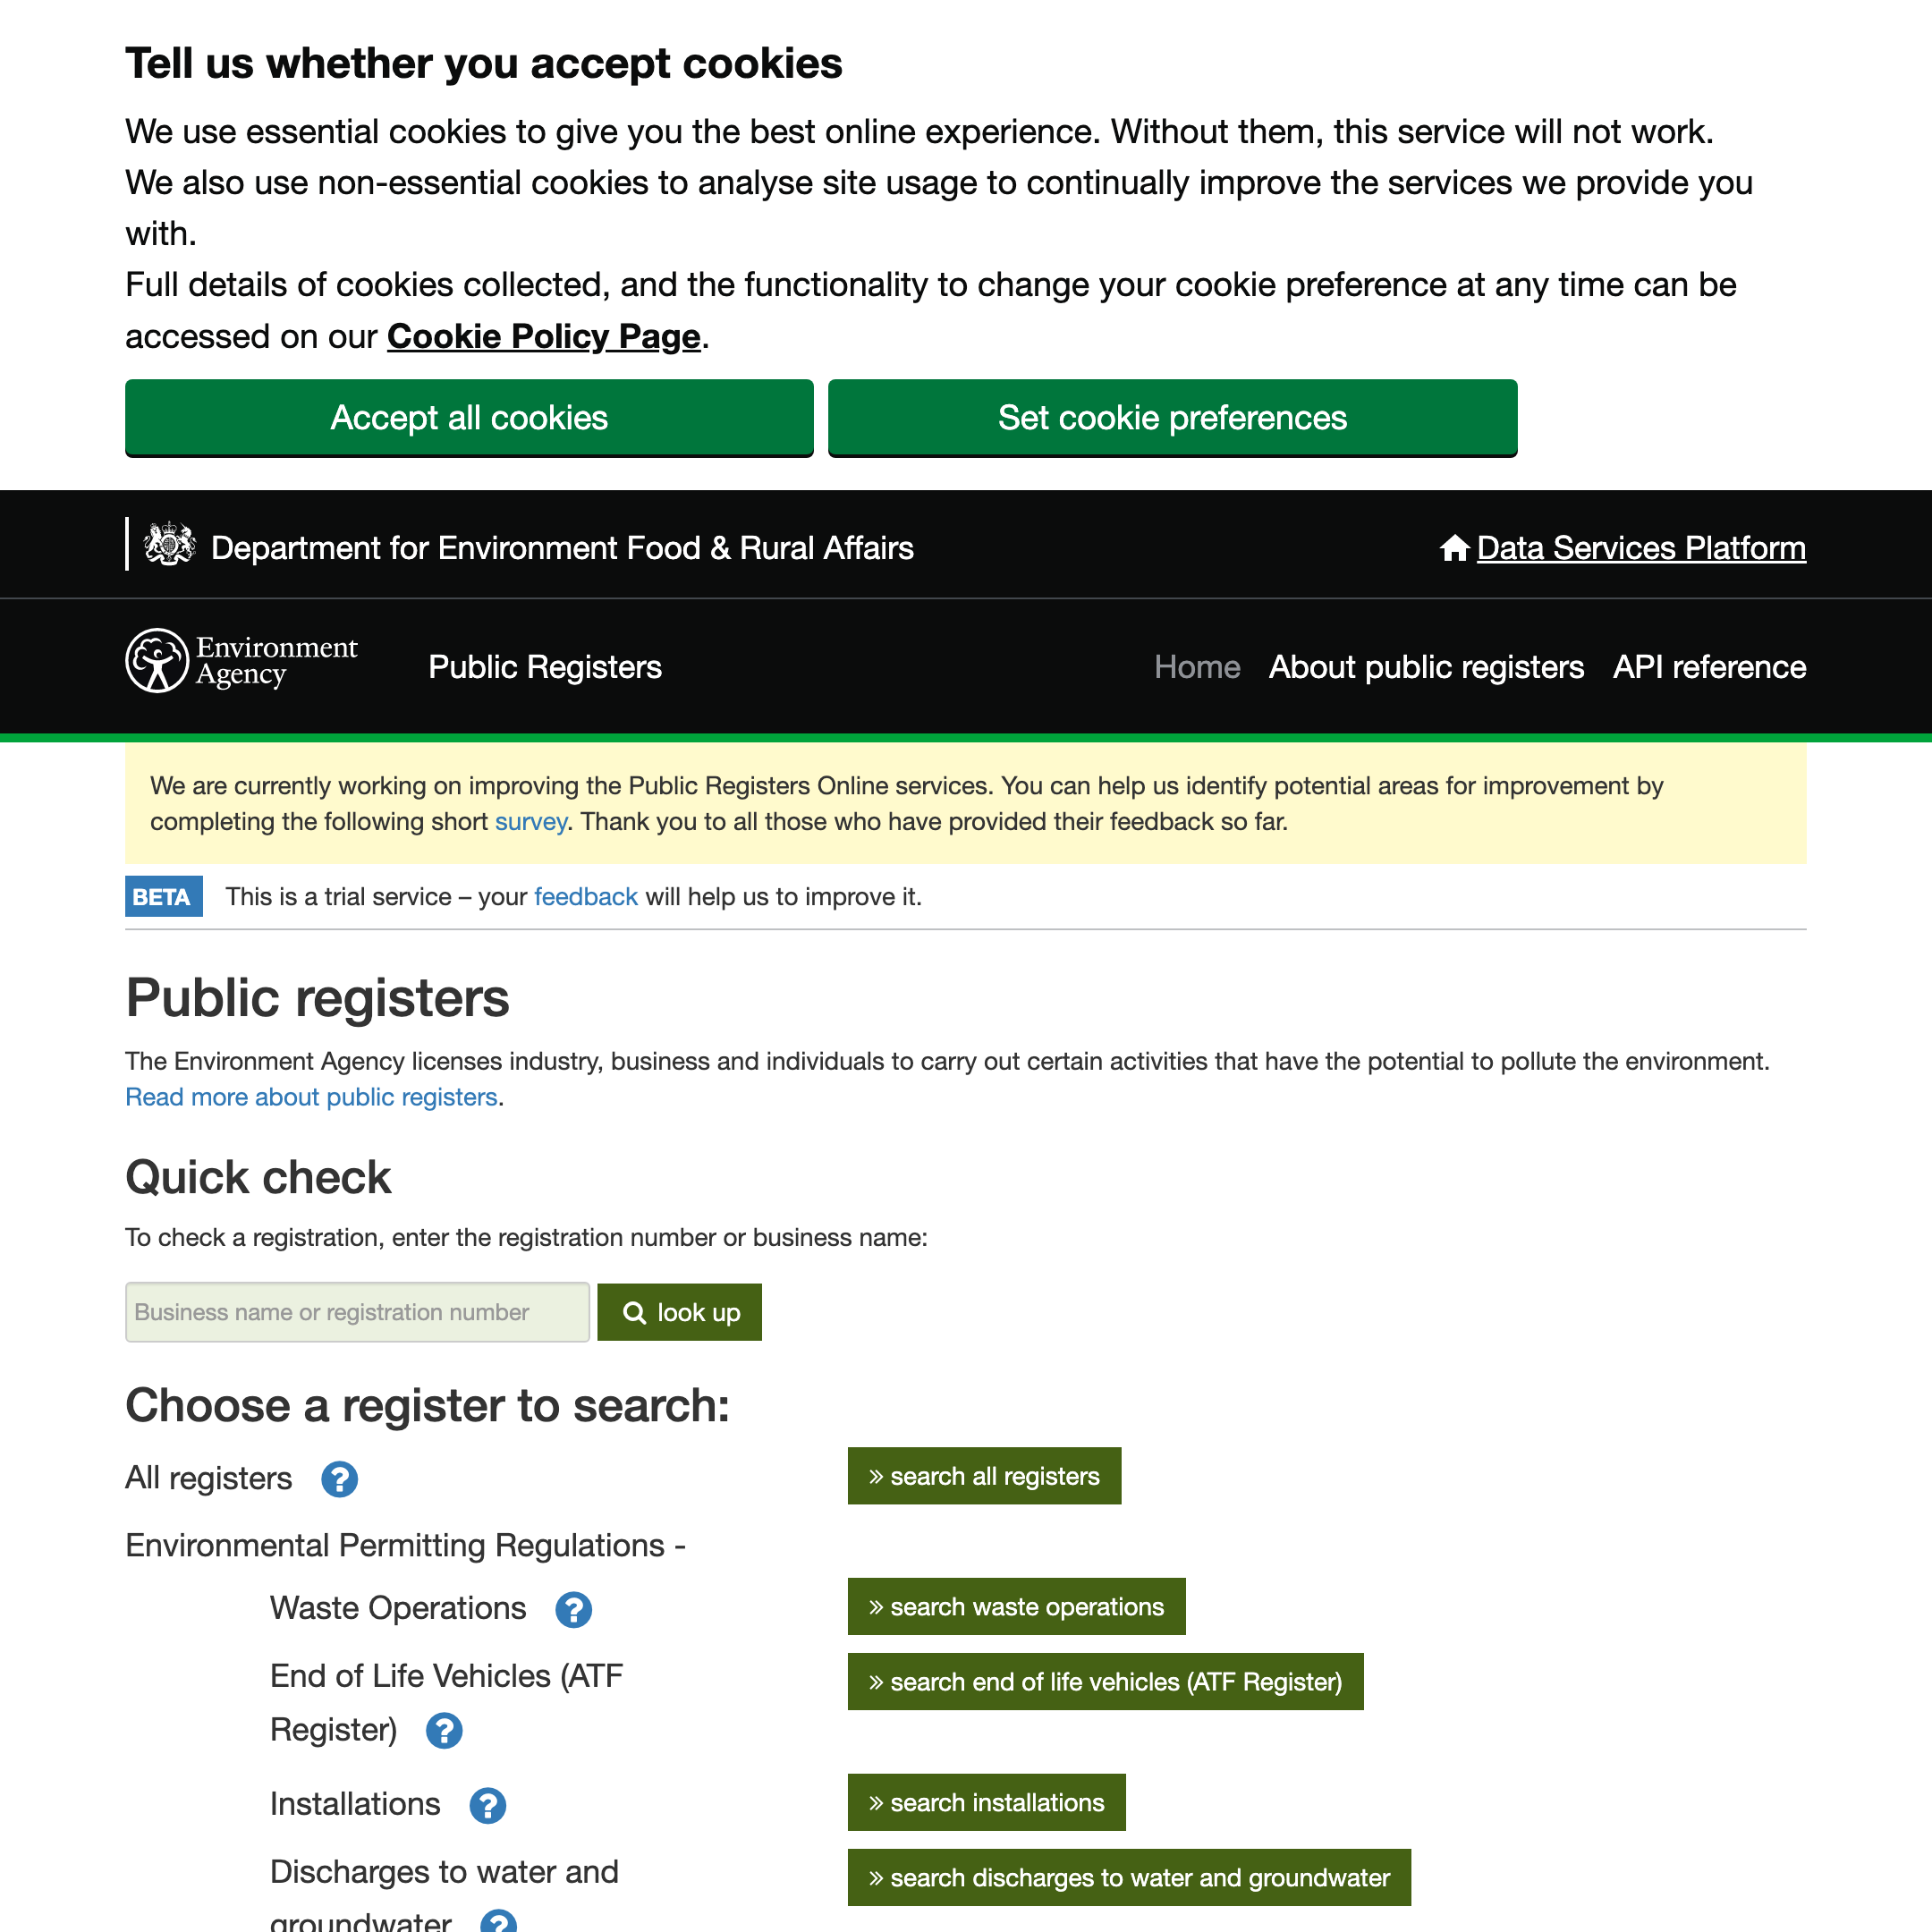 Tell us whether you accept cookies
We use essential cookies to give you the best online experience. Without them, this service will not work.
We also use non-essential cookies to analyse site usage to continually improve the services we provide you
with.
Full details of cookies collected, and the functionality to change your cookie preference at any time can be
accessed on our Cookie Policy Page.
Accept all cookies
Set cookie preferences
Department for Environment Food & Rural Affairs
Data Services Platform
Environment
Agency
Public Registers
Home
About public registers
API reference
We are currently working on improving the Public Registers Online services. You can help us identify potential areas for improvement by
completing the following short survey. Thank you to all those who have provided their feedback so far.
BETA
This is a trial service – your feedback will help us to improve it.
Public registers
The Environment Agency licenses industry, business and individuals to carry out certain activities that have the potential to pollute the environment.
Read more about public registers.
Quick check
To check a registration, enter the registration number or business name:
Business name or registration number
look up
Choose a register to search:
All registers ?
» search all registers
Environmental Permitting Regulations -
Waste Operations ?
» search waste operations
End of Life Vehicles (ATF
Register) ?
» search end of life vehicles (ATF Register)
Installations ?
» search installations
Discharges to water and
groundwater ?
» search discharges to water and groundwater